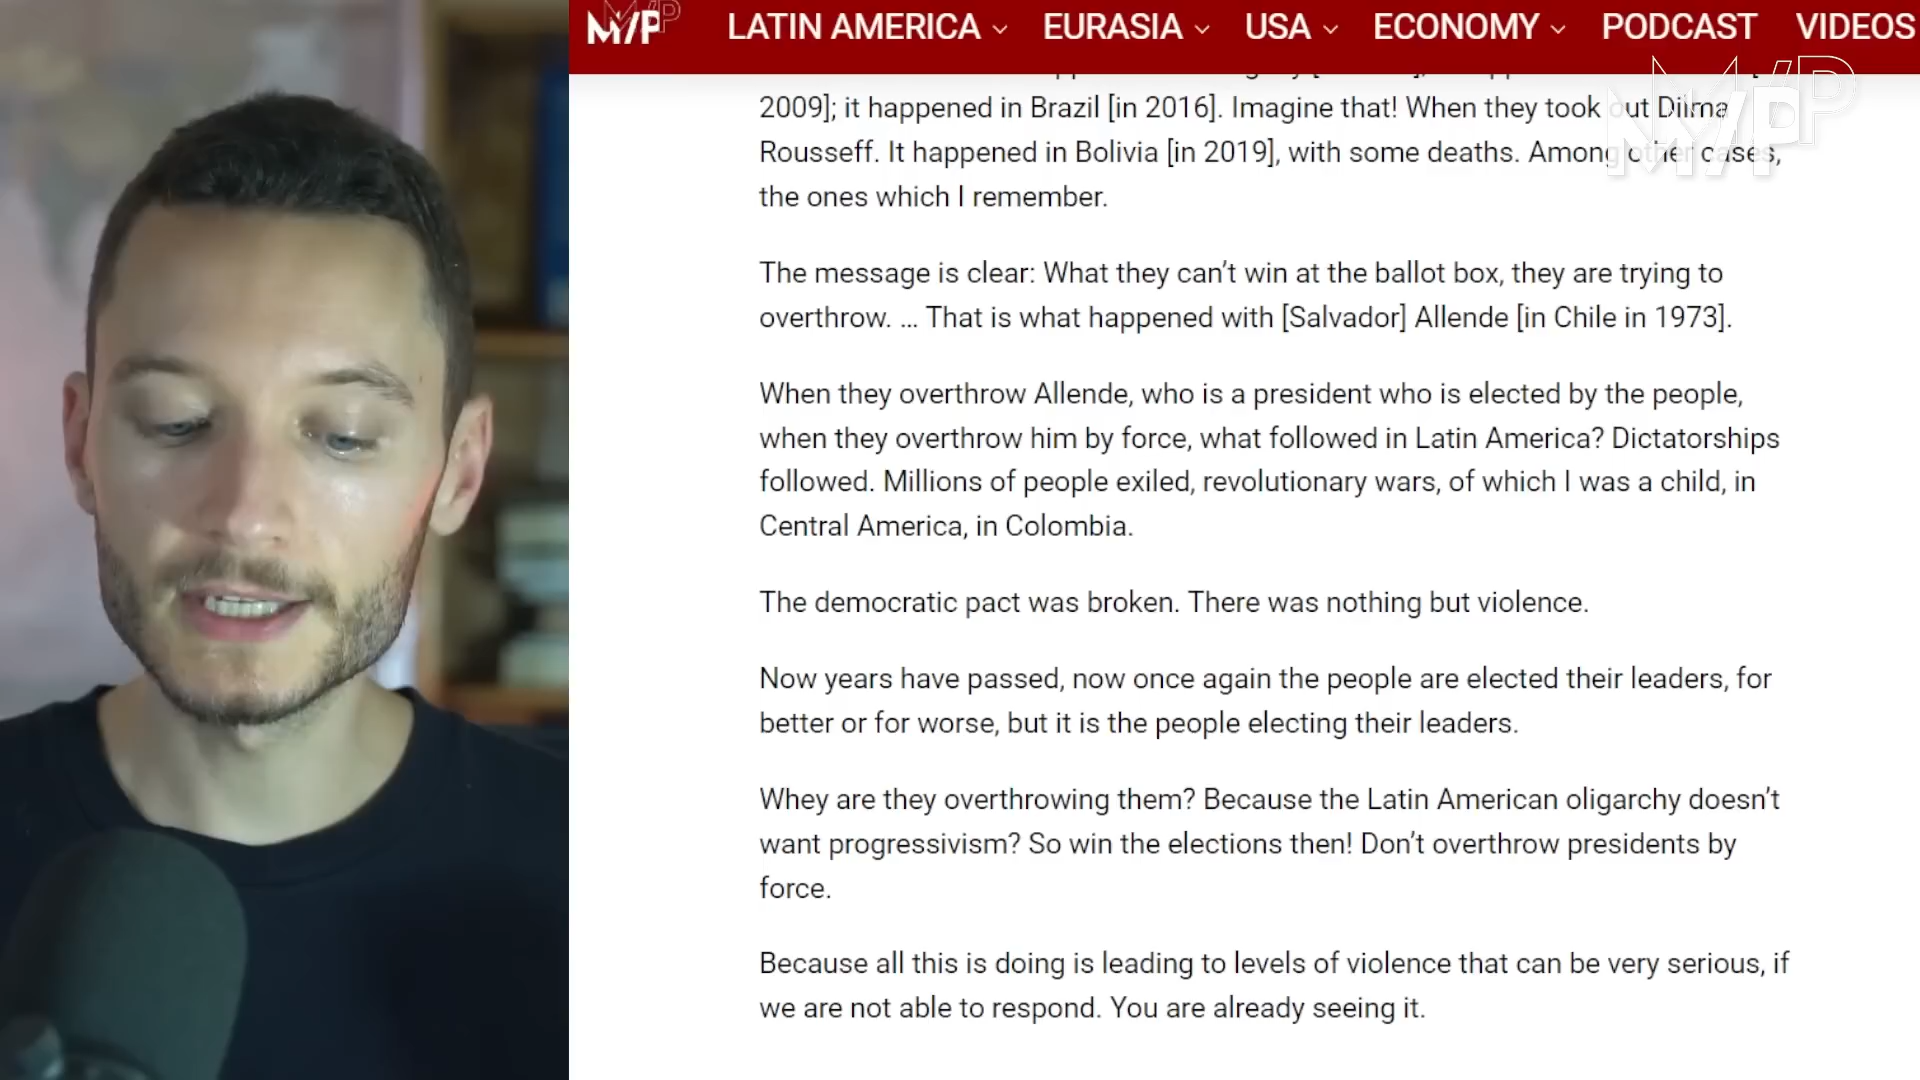 LATIN AMERICA EURASIA USA ECONOMY PODCAST VIDEOS
2009]; it happened in Brazil [in 2016]. Imagine that! When they took out Dilma
Rousseff. It happened in Bolivia [in 2019], with some deaths. Among other cases,
the ones which I remember.
The message is clear: What they can’t win at the ballot box, they are trying to
overthrow. … That is what happened with [Salvador] Allende [in Chile in 1973].
When they overthrow Allende, who is a president who is elected by the people,
when they overthrow him by force, what followed in Latin America? Dictatorships
followed. Millions of people exiled, revolutionary wars, of which I was a child, in
Central America, in Colombia.
The democratic pact was broken. There was nothing but violence.
Now years have passed, now once again the people are elected their leaders, for
better or for worse, but it is the people electing their leaders.
Whey are they overthrowing them? Because the Latin American oligarchy doesn’t
want progressivism? So win the elections then! Don’t overthrow presidents by
force.
Because all this is doing is leading to levels of violence that can be very serious, if
we are not able to respond. You are already seeing it.